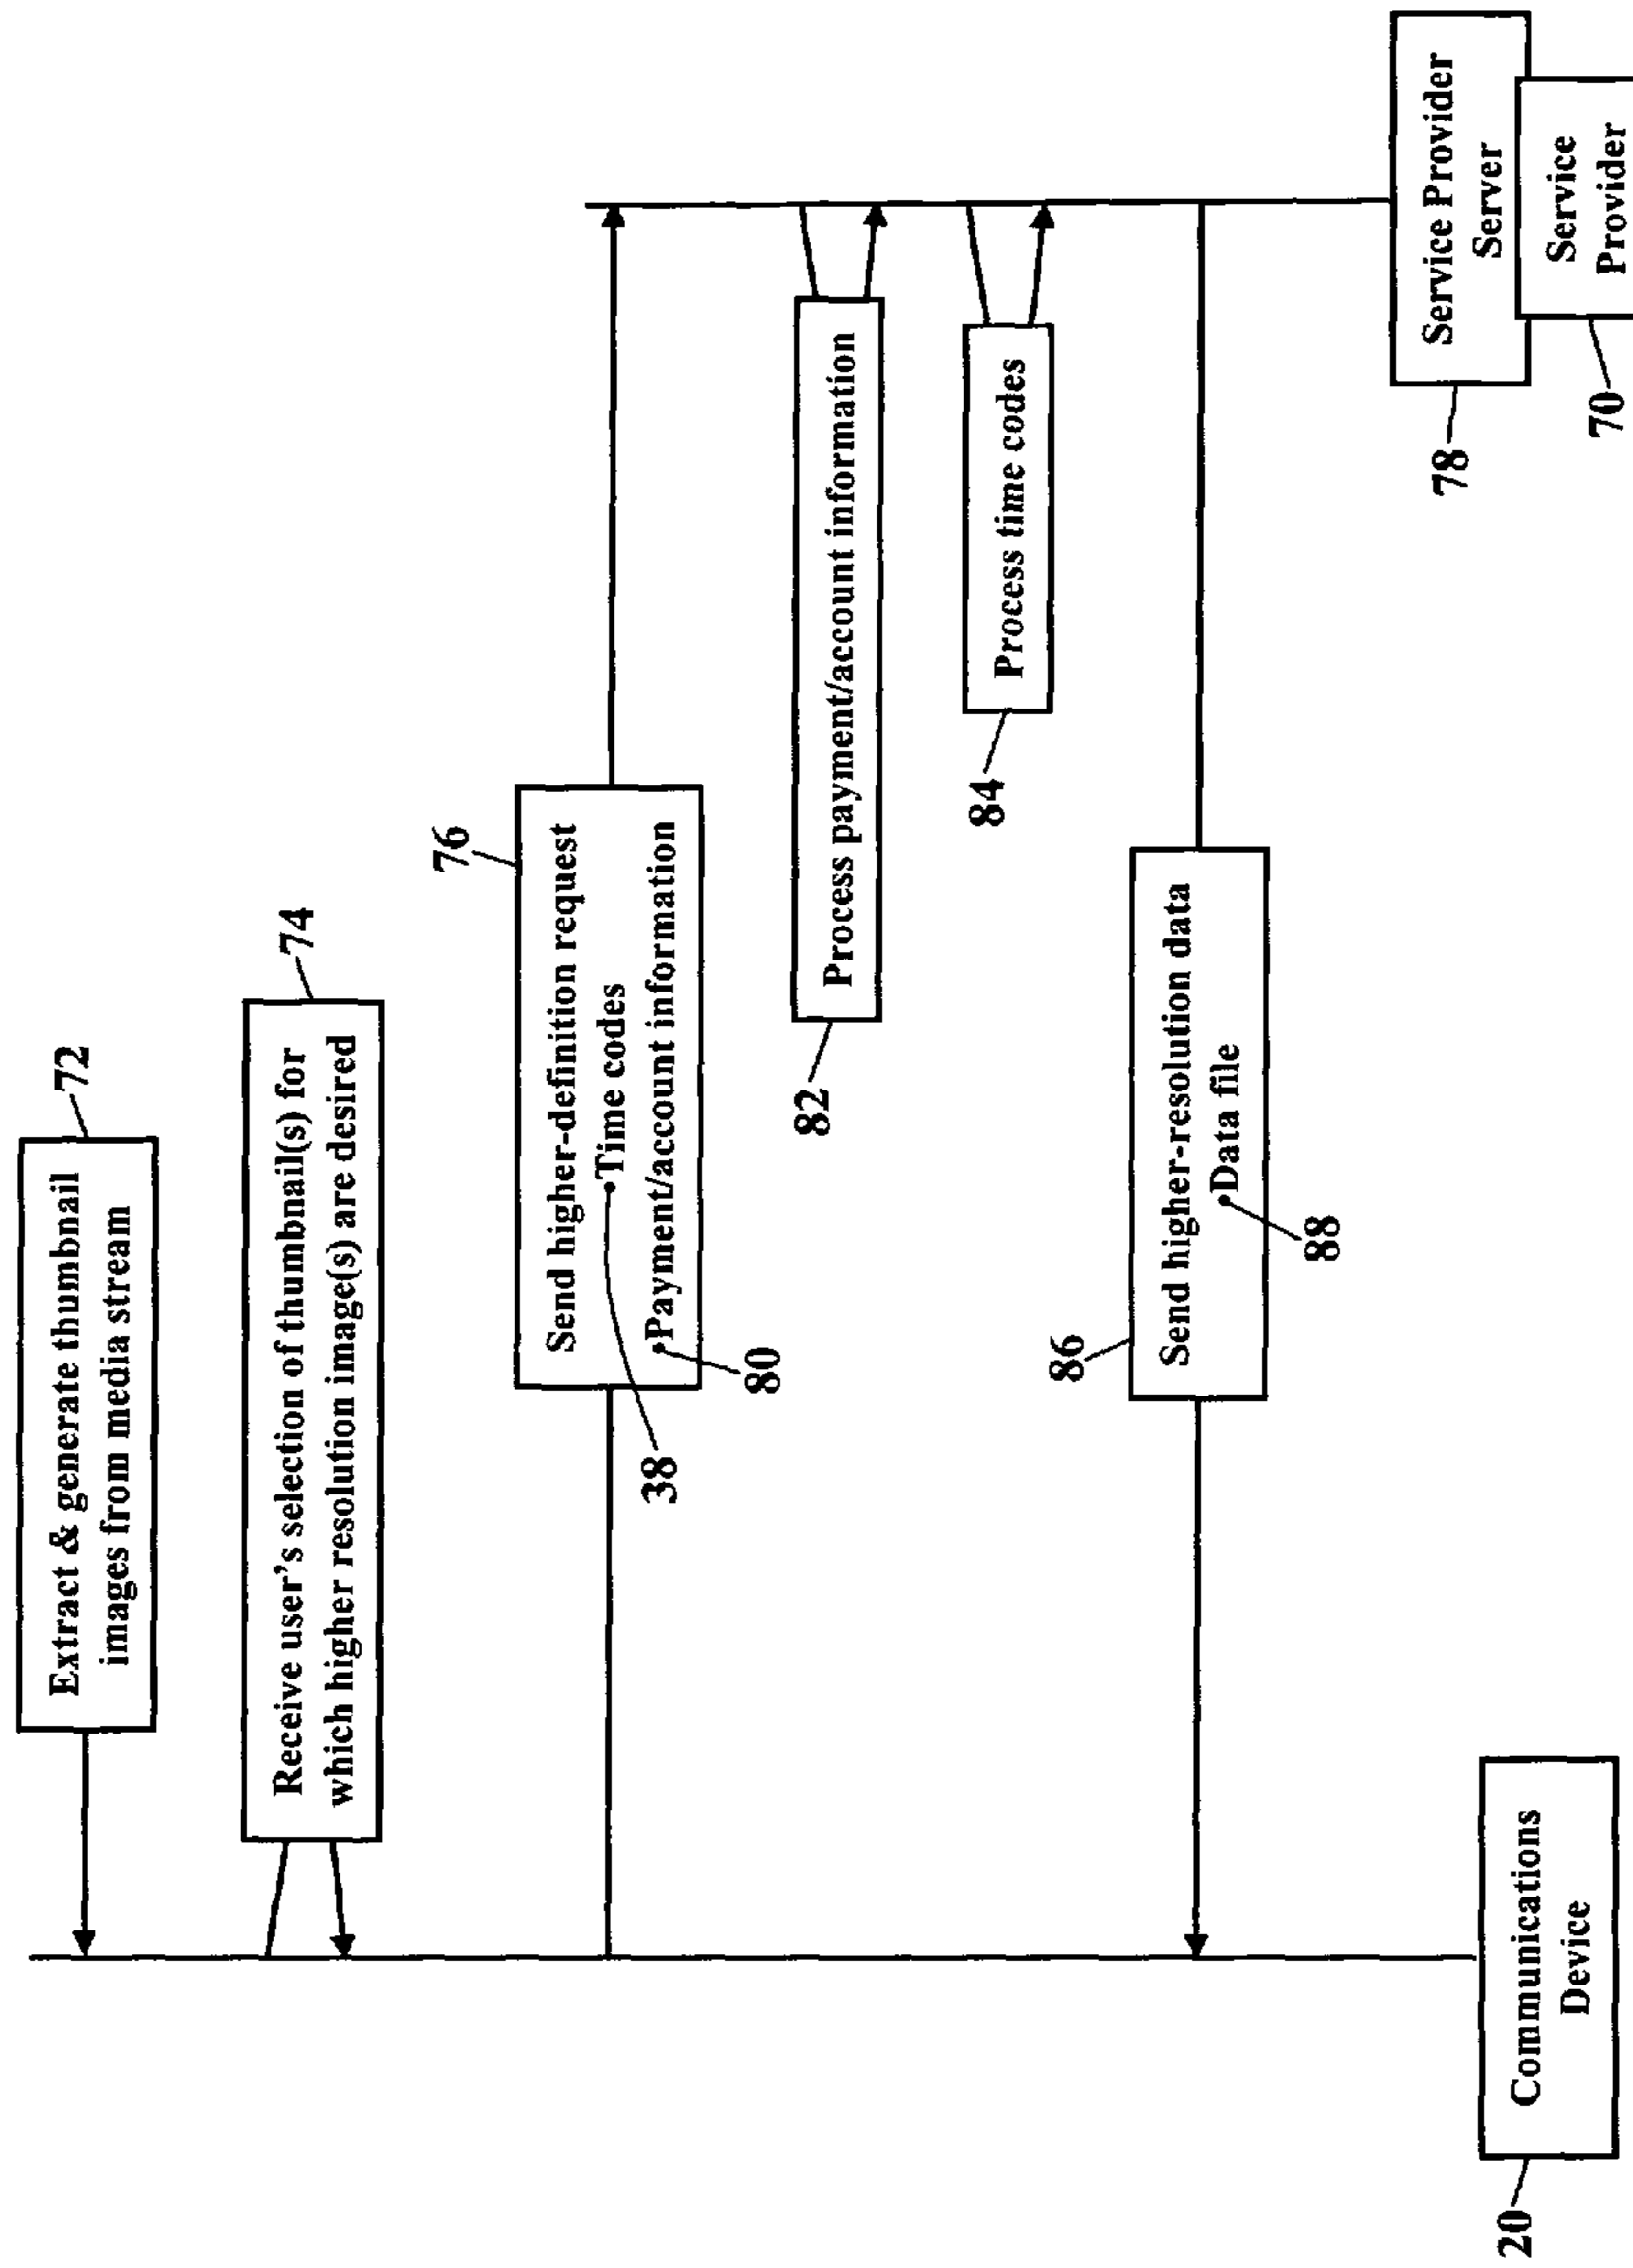 72
Extract & generate thumbnail
images from media stream
74
Receive user's selection of thumbnail(s) for
which higher resolution image(s) are desired
76
Send higher-definition request
•Time codes
•Payment/account information
38
80
Process payment/account information
82
Process time codes
84
86
Send higher-resolution data
•Data file
88
Communications
Device
20
Service Provider
Server
78
Service
Provider
70